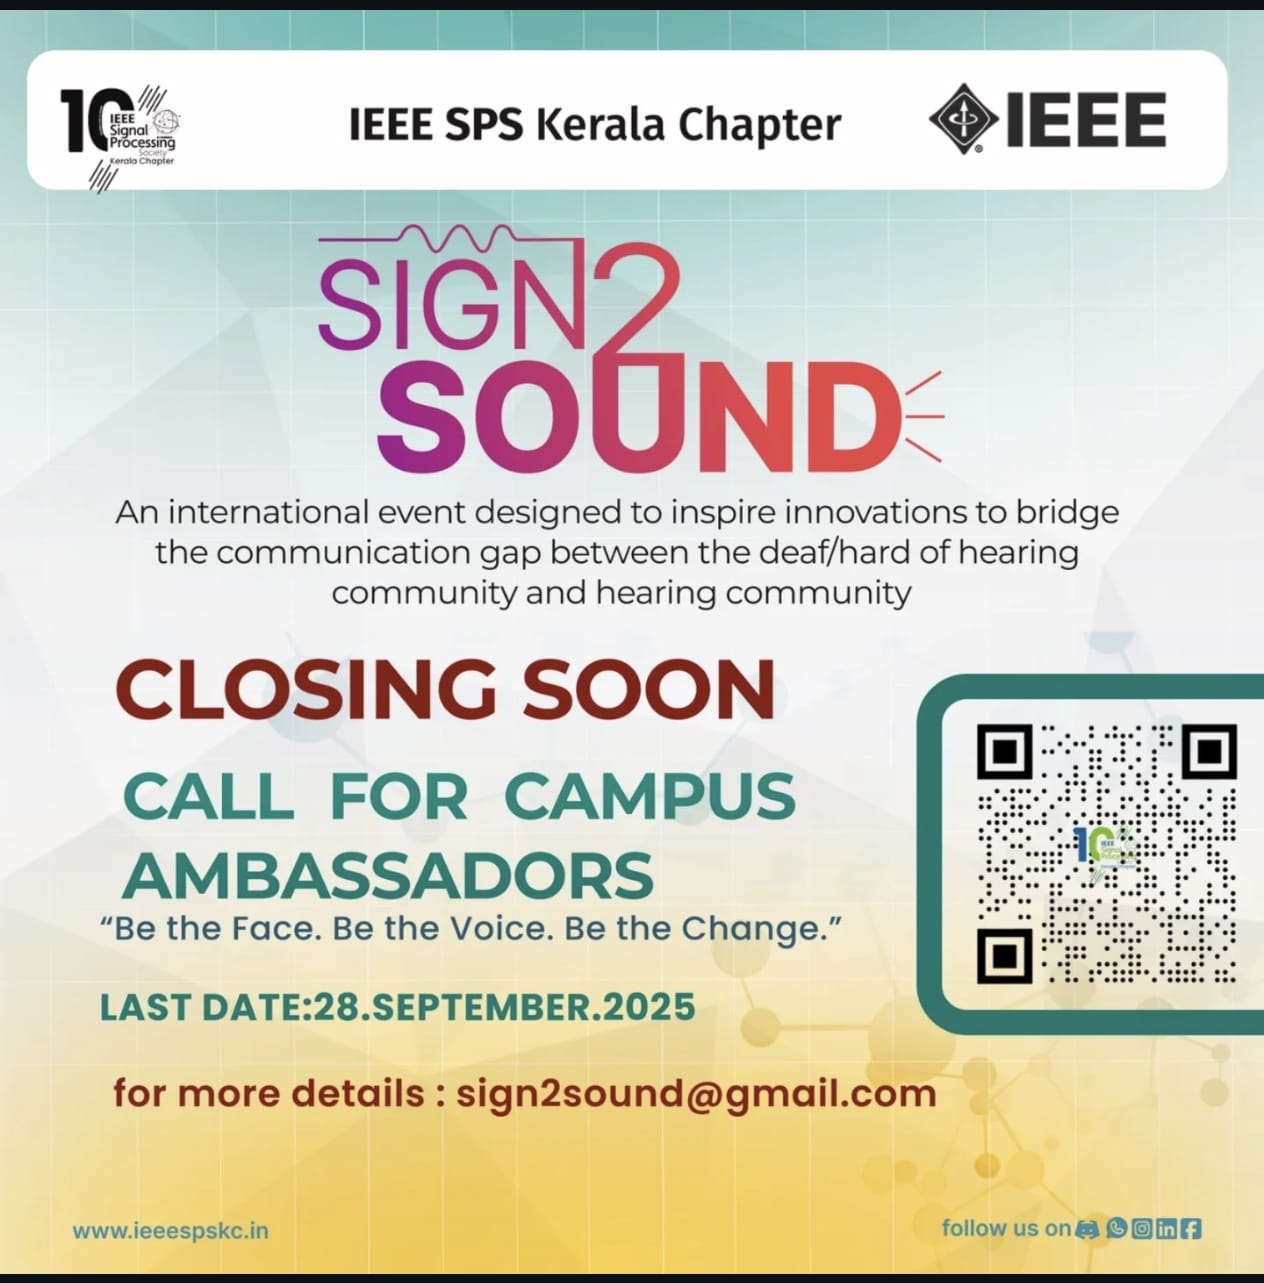 10
IEEE
Signal
Processing
Society
Kerala Chapter
IEEE SPS Kerala Chapter
IEEE
SIGN2
SOUND
An international event designed to inspire innovations to bridge
the communication gap between the deaf/hard of hearing
community and hearing community
CLOSING SOON
CALL FOR CAMPUS
AMBASSADORS
“Be the Face. Be the Voice. Be the Change.”
LAST DATE:28.SEPTEMBER.2025
for more details : sign2sound@gmail.com
10
IEEE
Signal
www.ieeespskc.in
follow us on